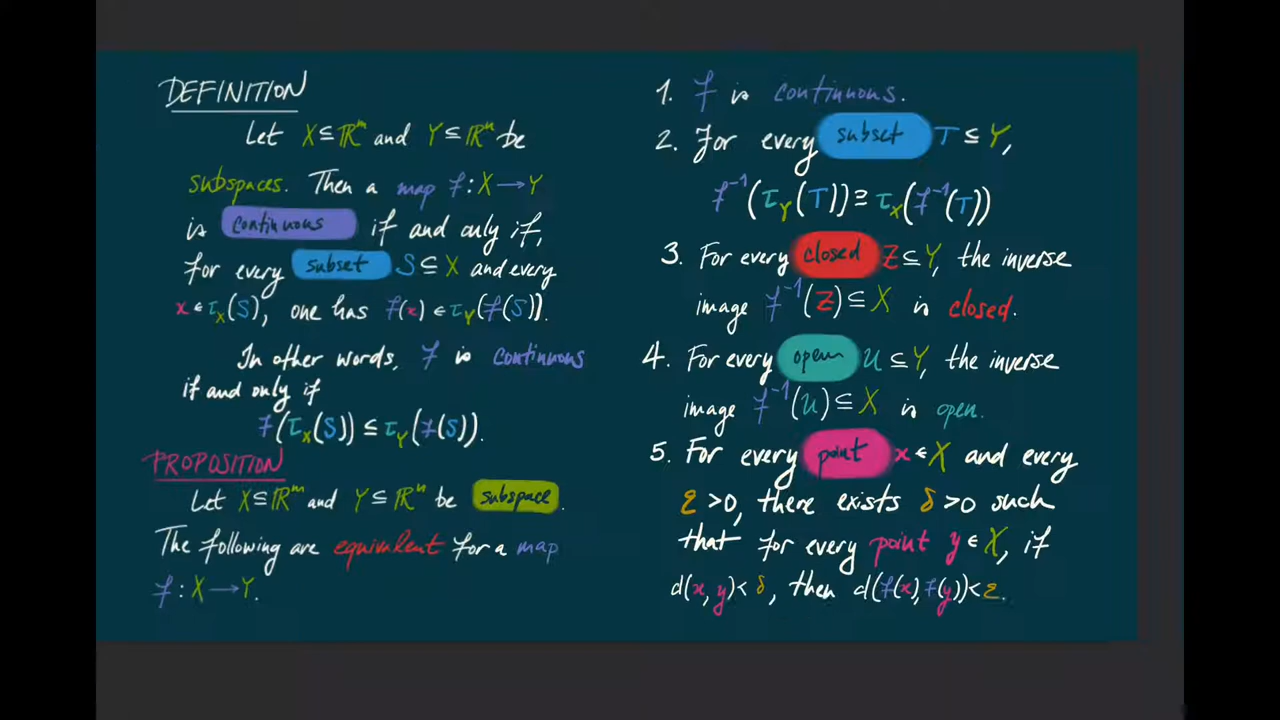 DEFINITION
Let X ⊆ ℝᵐ and Y ⊆ ℝⁿ be
subspaces. Then a map f : X → Y
is continuous if and only if,
for every subset S ⊆ X and every
x ∈ τ_X(S), one has f(x) ∈ τ_Y(f(S)).
In other words, f is continuous
if and only if
f(τ_X(S)) ⊆ τ_Y(f(S)).
PROPOSITION
Let X ⊆ ℝᵐ and Y ⊆ ℝⁿ be subspace.
The following are equivalent for a map
f : X → Y.
1. f is continuous.
2. For every subset T ⊆ Y,
f⁻¹(τ_Y(T)) ⊇ τ_X(f⁻¹(T))
3. For every closed Z ⊆ Y, the inverse
image f⁻¹(Z) ⊆ X is closed.
4. For every open U ⊆ Y, the inverse
image f⁻¹(U) ⊆ X is open.
5. For every point x ∈ X and every
ε > 0, there exists δ > 0 such
that for every point y ∈ X, if
d(x, y) < δ, then d(f(x), f(y)) < ε.